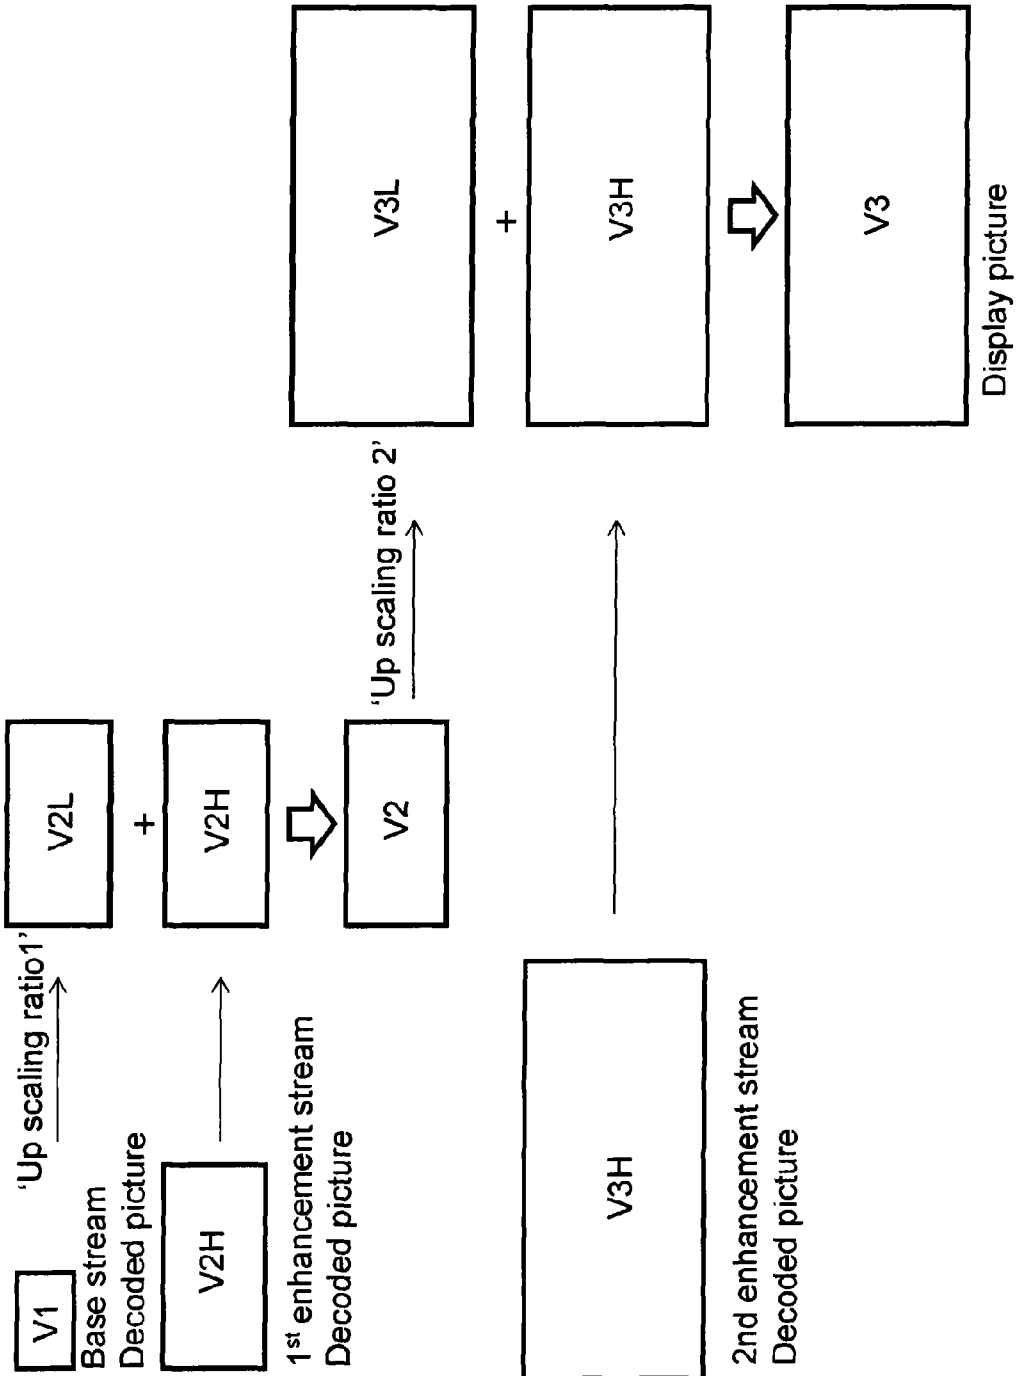 V1
Base stream
Decoded picture
'Up scaling ratio1'
V2L
+
V2H
1st enhancement stream
Decoded picture
V2H
V2
'Up scaling ratio 2'
V3L
+
V3H
2nd enhancement stream
Decoded picture
V3H
V3
Display picture